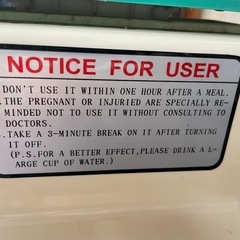 NOTICE FOR USER
.DON'T USE IT WITHIN ONE HOUR AFTER A MEAL.
.THE PREGNANT OR INJURIED ARE SPECIALLY RE-
MINDED NOT TO USE IT WITHOUT CONSULTING TO
DOCTORS.
.TAKE A 3-MINUTE BREAK ON IT AFTER TURNING
IT OFF.
(P.S.FOR A BETTER EFFECT,PLEASE DRINK A L-
ARGE CUP OF WATER.)